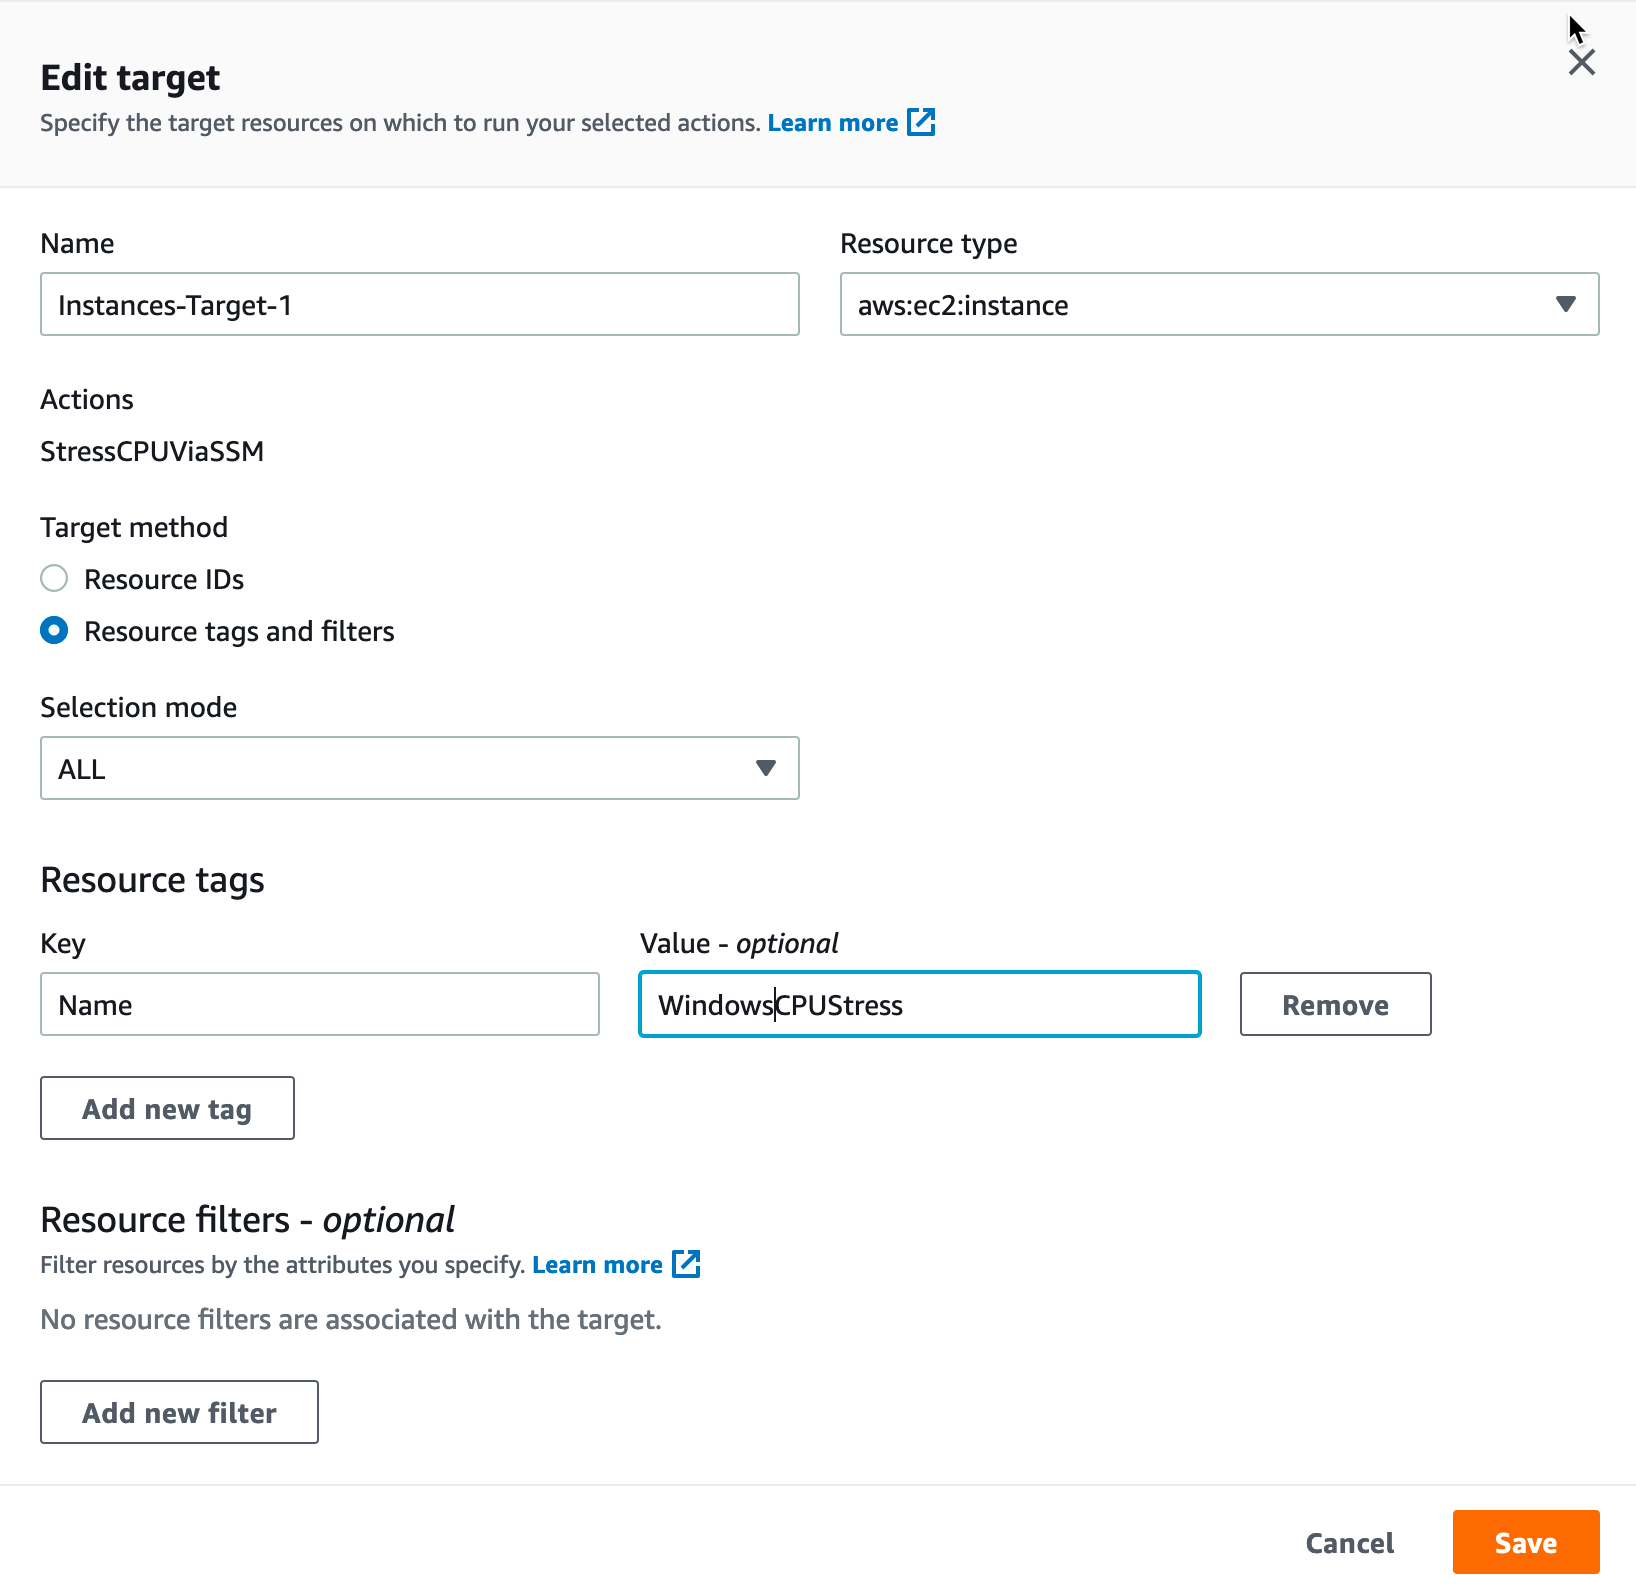 Edit target
Specify the target resources on which to run your selected actions. Learn more
Name
Resource type
Instances-Target-1
aws:ec2:instance
Actions
StressCPUViaSSM
Target method
Resource IDs
Resource tags and filters
Selection mode
ALL
Resource tags
Key
Value - optional
Name
WindowsCPUStress
Remove
Add new tag
Resource filters - optional
Filter resources by the attributes you specify. Learn more
No resource filters are associated with the target.
Add new filter
Cancel
Save